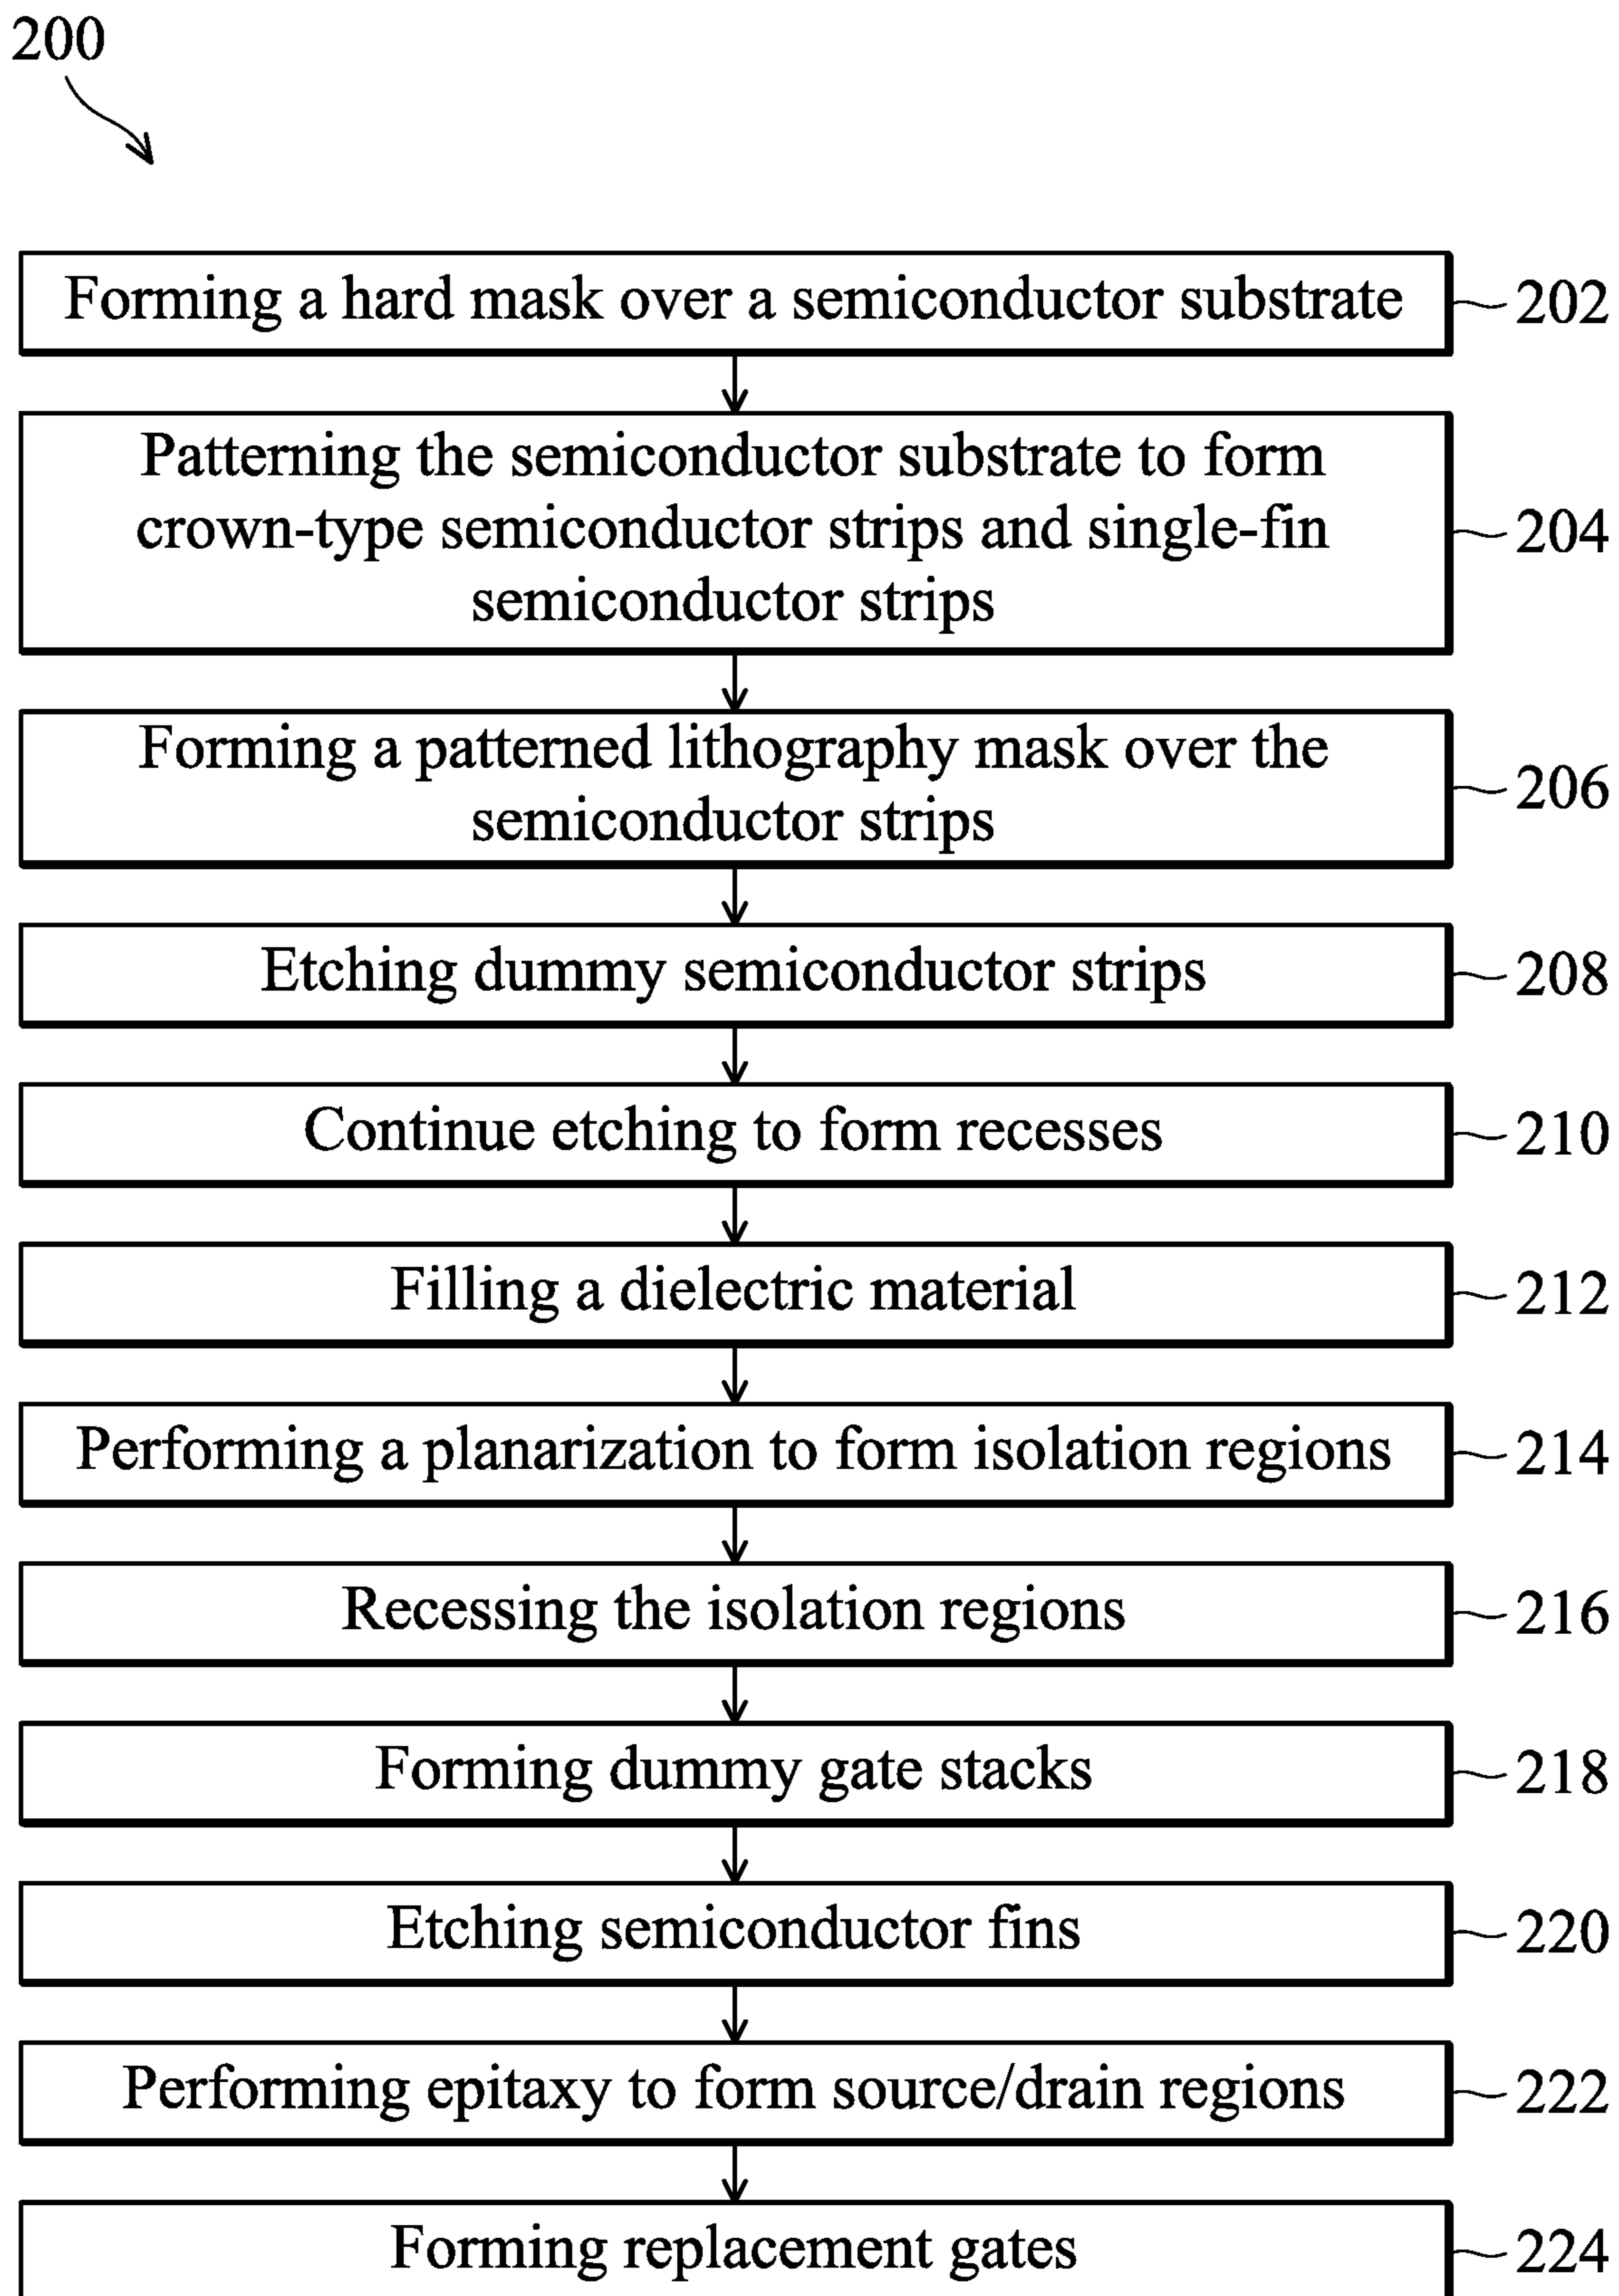 200
Forming a hard mask over a semiconductor substrate
202
Patterning the semiconductor substrate to form
crown-type semiconductor strips and single-fin
semiconductor strips
204
Forming a patterned lithography mask over the
semiconductor strips
206
Etching dummy semiconductor strips
208
Continue etching to form recesses
210
Filling a dielectric material
212
Performing a planarization to form isolation regions
214
Recessing the isolation regions
216
Forming dummy gate stacks
218
Etching semiconductor fins
220
Performing epitaxy to form source/drain regions
222
Forming replacement gates
224